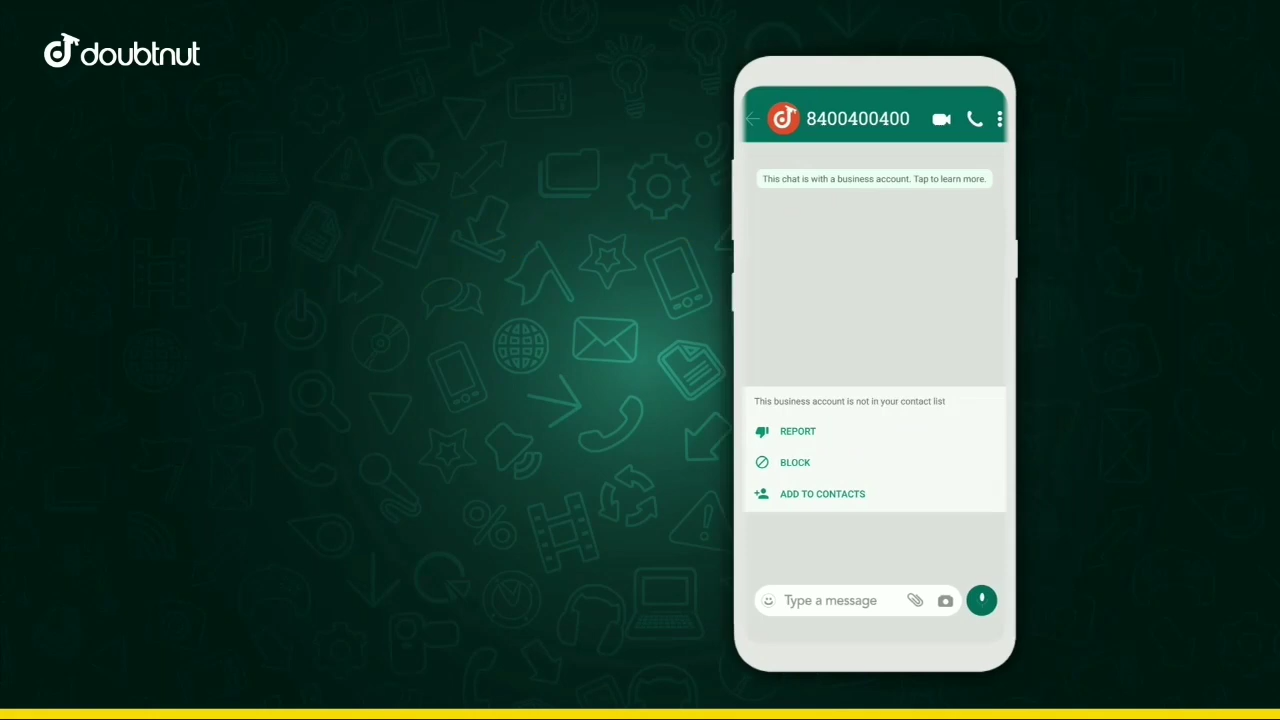 doubtnut
8400400400
This chat is with a business account. Tap to learn more.
This business account is not in your contact list
REPORT
BLOCK
ADD TO CONTACTS
Type a message